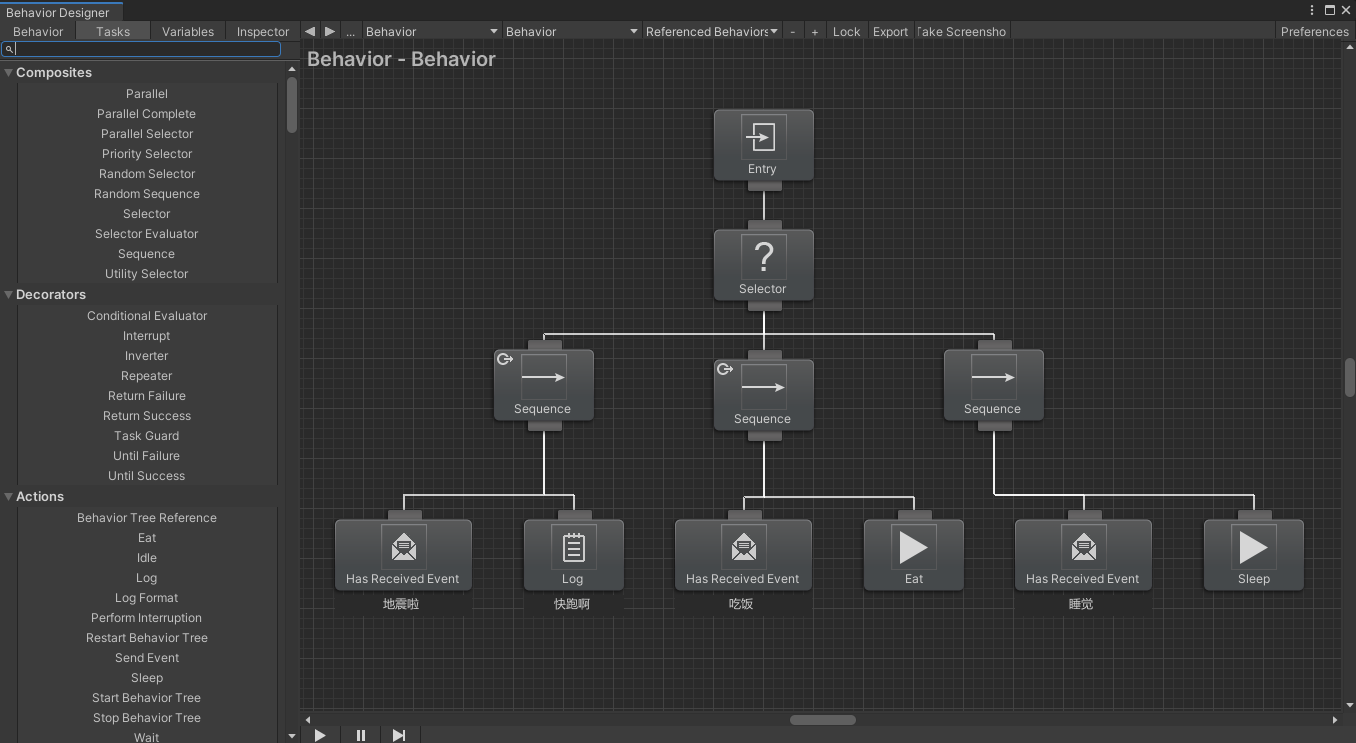 Behavior Designer
Behavior Tasks Variables Inspector ... Behavior Behavior Referenced Behaviors - + Lock Export Take Screensho Preferences
Behavior - Behavior
Composites
Parallel
Parallel Complete
Parallel Selector
Priority Selector
Random Selector
Random Sequence
Selector
Selector Evaluator
Sequence
Utility Selector
Decorators
Conditional Evaluator
Interrupt
Inverter
Repeater
Return Failure
Return Success
Task Guard
Until Failure
Until Success
Actions
Behavior Tree Reference
Eat
Idle
Log
Log Format
Perform Interruption
Restart Behavior Tree
Send Event
Sleep
Start Behavior Tree
Stop Behavior Tree
Wait
Entry
?
Selector
Sequence
Sequence
Sequence
Has Received Event
地震啦
Log
快跑啊
Has Received Event
吃饭
Eat
Has Received Event
睡觉
Sleep